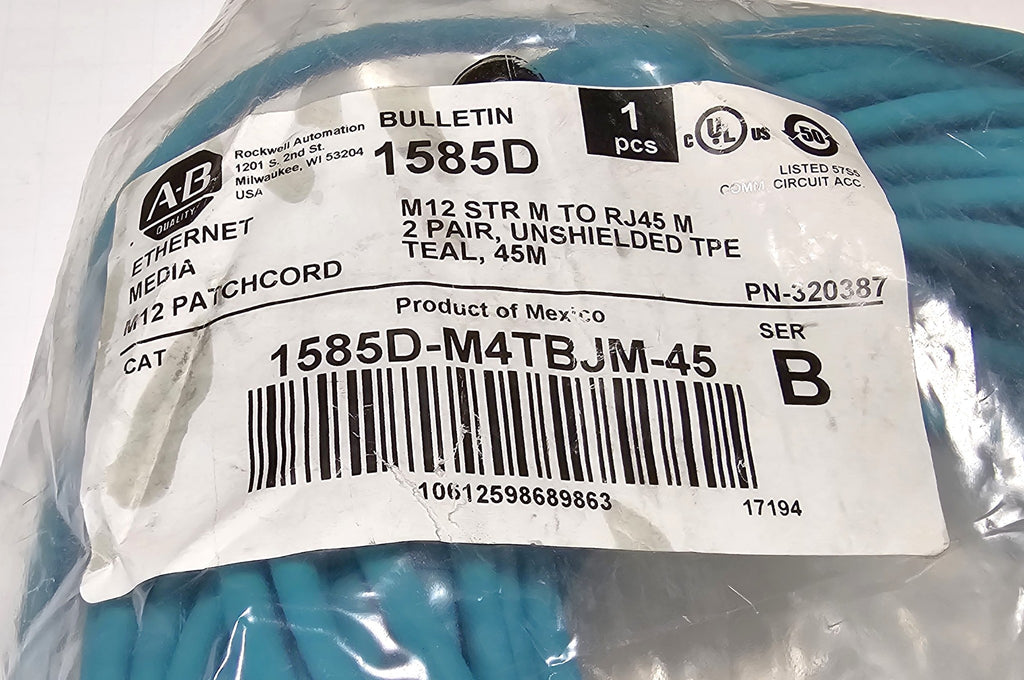 A-B
QUALITY
Rockwell Automation
1201 S. 2nd St.
Milwaukee, WI 53204
USA
BULLETIN
1585D
1
pcs
C UL US
50
LISTED 57S5
COMM. CIRCUIT ACC.
ETHERNET
MEDIA
M12 PATCHCORD
M12 STR M TO RJ45 M
2 PAIR, UNSHIELDED TPE
TEAL, 45M
PN-320387
Product of Mexico
CAT
1585D-M4TBJM-45
SER
B
10612598689863
17194